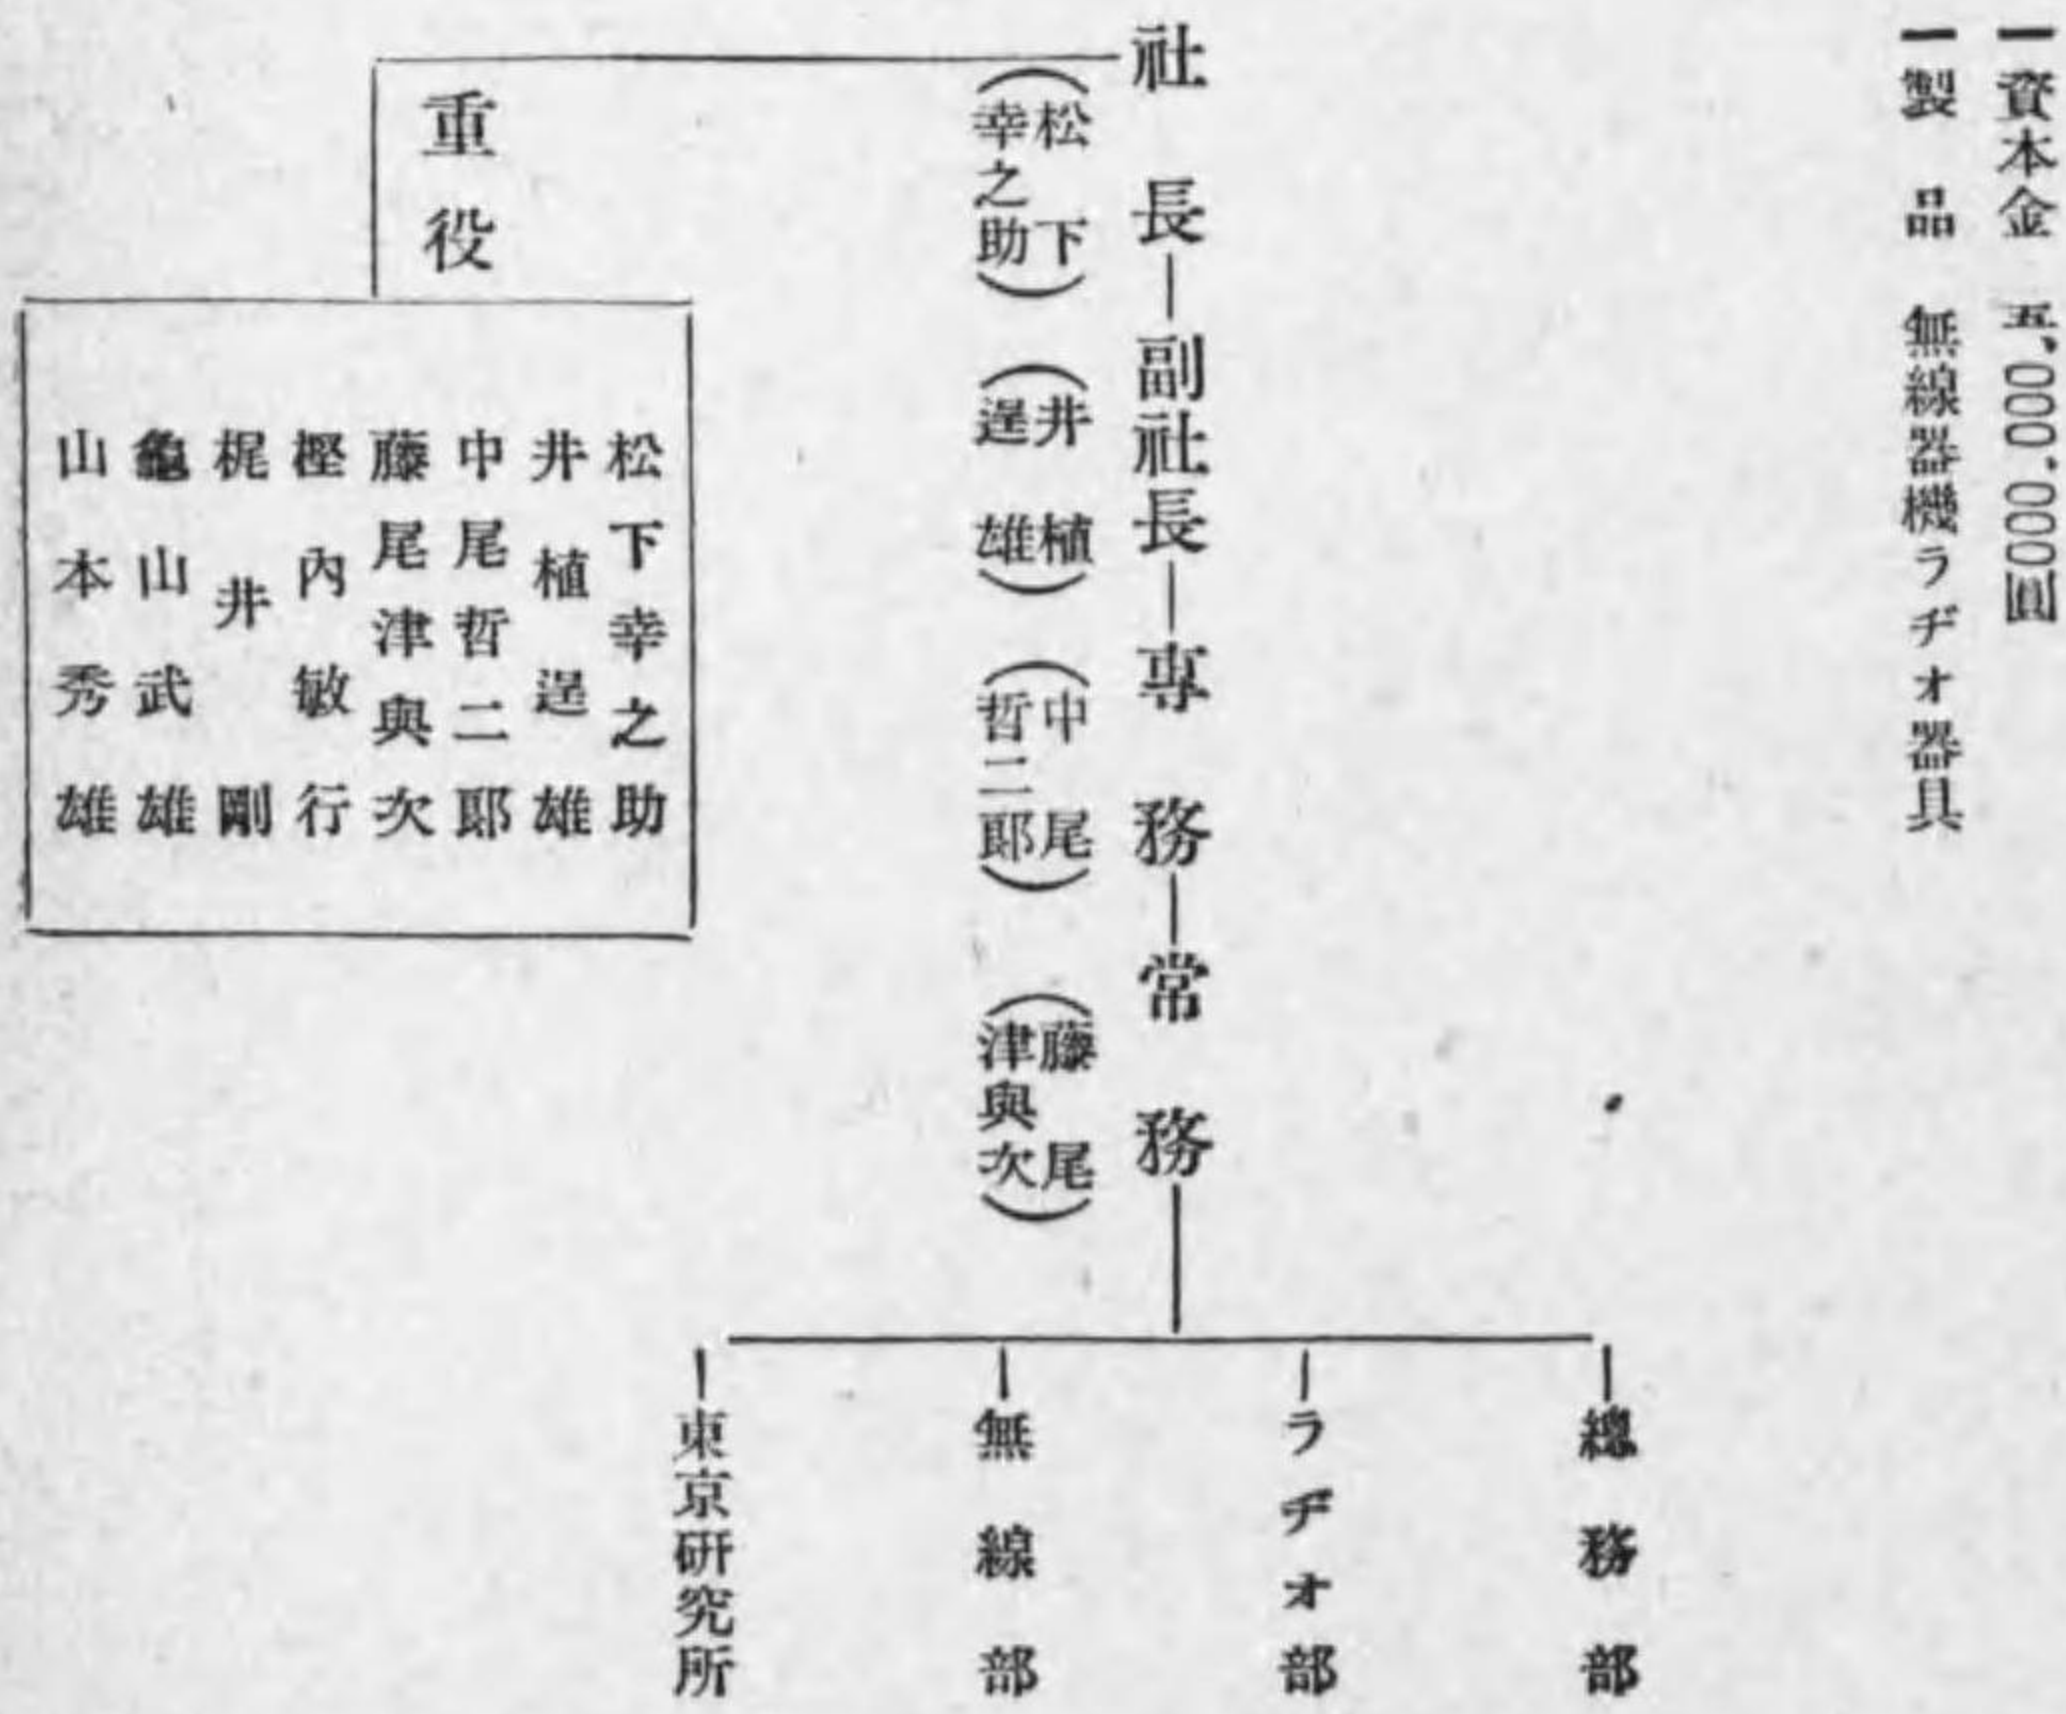 一資本金 五、〇〇〇、〇〇〇圓
一製品 無線器機ラヂオ器具
社長―副社長―專務―常務
(松下幸之助)
(井植逞雄)
(中尾哲二郎)
(藤尾津與次)
總務部
ラヂオ部
無線部
東京研究所
重役
松下幸之助
井植逞雄
中尾哲二郎
藤尾津與次
樫內敏行
梶井剛
龜山武雄
山本秀雄